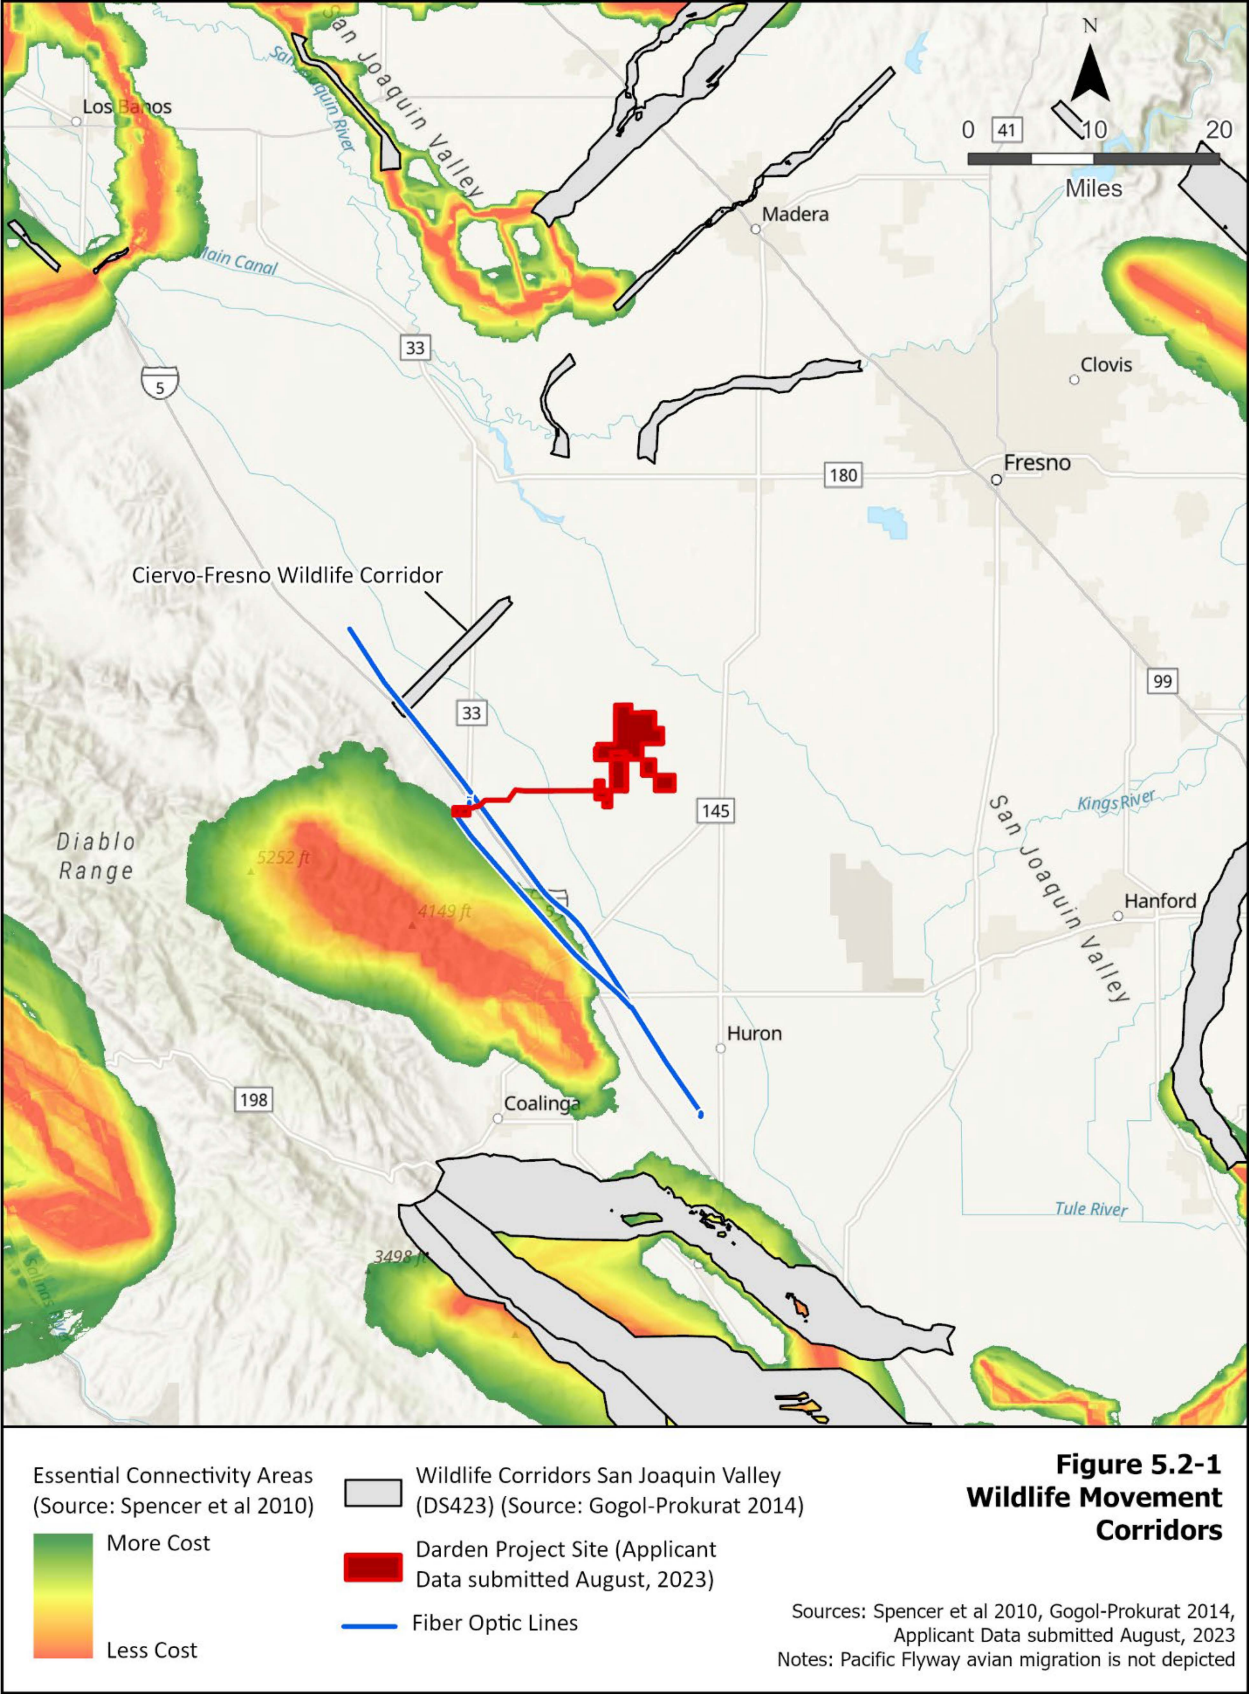 San Joaquin Valley
San Joaquin River
Los Banos
N
0 10 20
Miles
41
Madera
Main Canal
33
5
Clovis
Fresno
180
Ciervo-Fresno Wildlife Corridor
33
99
145
Kings River
San Joaquin Valley
Diablo
Range
5252 ft
4149 ft
5
Hanford
Huron
198
Coalinga
Tule River
3498 ft
Essential Connectivity Areas
(Source: Spencer et al 2010)
More Cost
Less Cost
Wildlife Corridors San Joaquin Valley
(DS423) (Source: Gogol-Prokurat 2014)
Darden Project Site (Applicant
Data submitted August, 2023)
Fiber Optic Lines
Figure 5.2-1
Wildlife Movement
Corridors
Sources: Spencer et al 2010, Gogol-Prokurat 2014,
Applicant Data submitted August, 2023
Notes: Pacific Flyway avian migration is not depicted